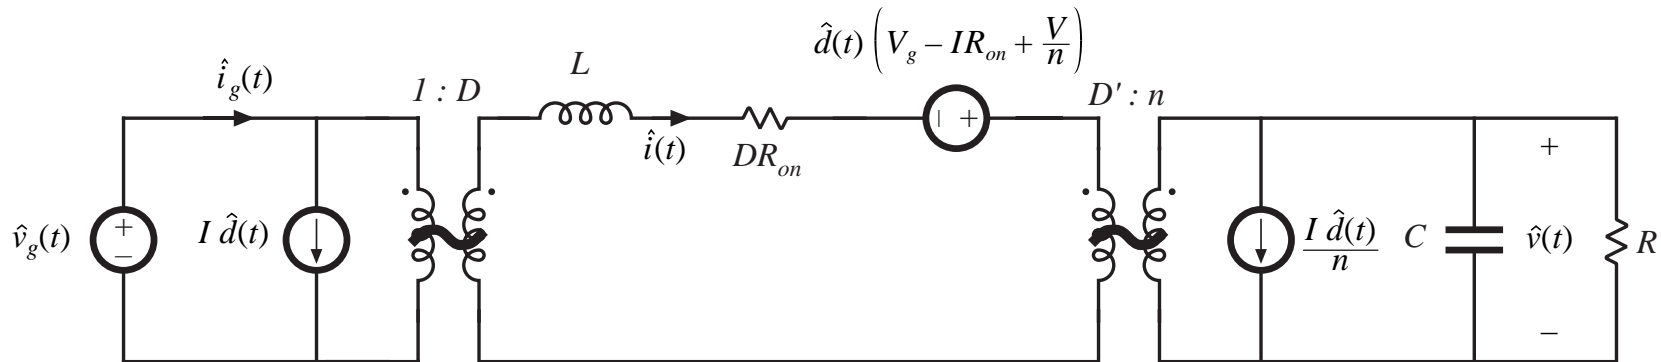 d̂(t) (V_g – IR_on + V/n)
î_g(t)
1 : D
L
D' : n
î(t)
DR_on
– +
v̂_g(t)
+
–
I d̂(t)
I d̂(t)/n
C
+
v̂(t)
–
R